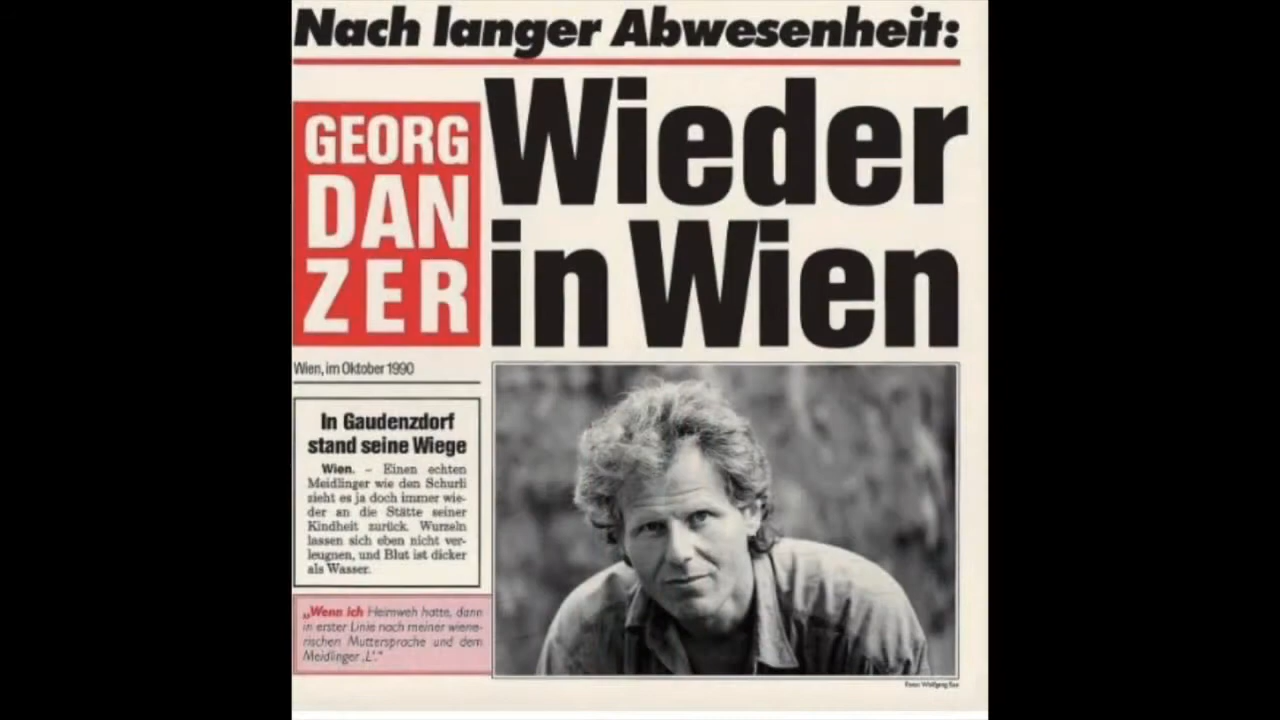 Nach langer Abwesenheit:
GEORG
DAN
ZER
Wieder
in Wien
Wien, im Oktober 1990
In Gaudenzdorf
stand seine Wiege
Wien. – Einen echten
Meidlinger wie den Schurli
zieht es ja doch immer wie-
der an die Stätte seiner
Kindheit zurück. Wurzeln
lassen sich eben nicht ver-
leugnen, und Blut ist dicker
als Wasser.
„Wenn ich Heimweh hatte, dann
in erster Linie nach meiner wiene-
rischen Muttersprache und dem
Meidlinger ‚L'.“
Foto: Wolfgang